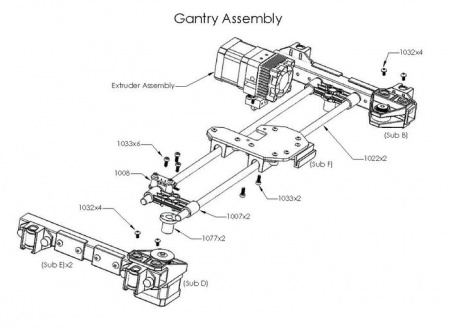 Gantry Assembly
1032x4
Extruder Assembly
(Sub B)
1033x6
(Sub F)
1022x2
1008
1033x2
1032x4
1007x2
1077x2
(Sub E)x2
(Sub D)